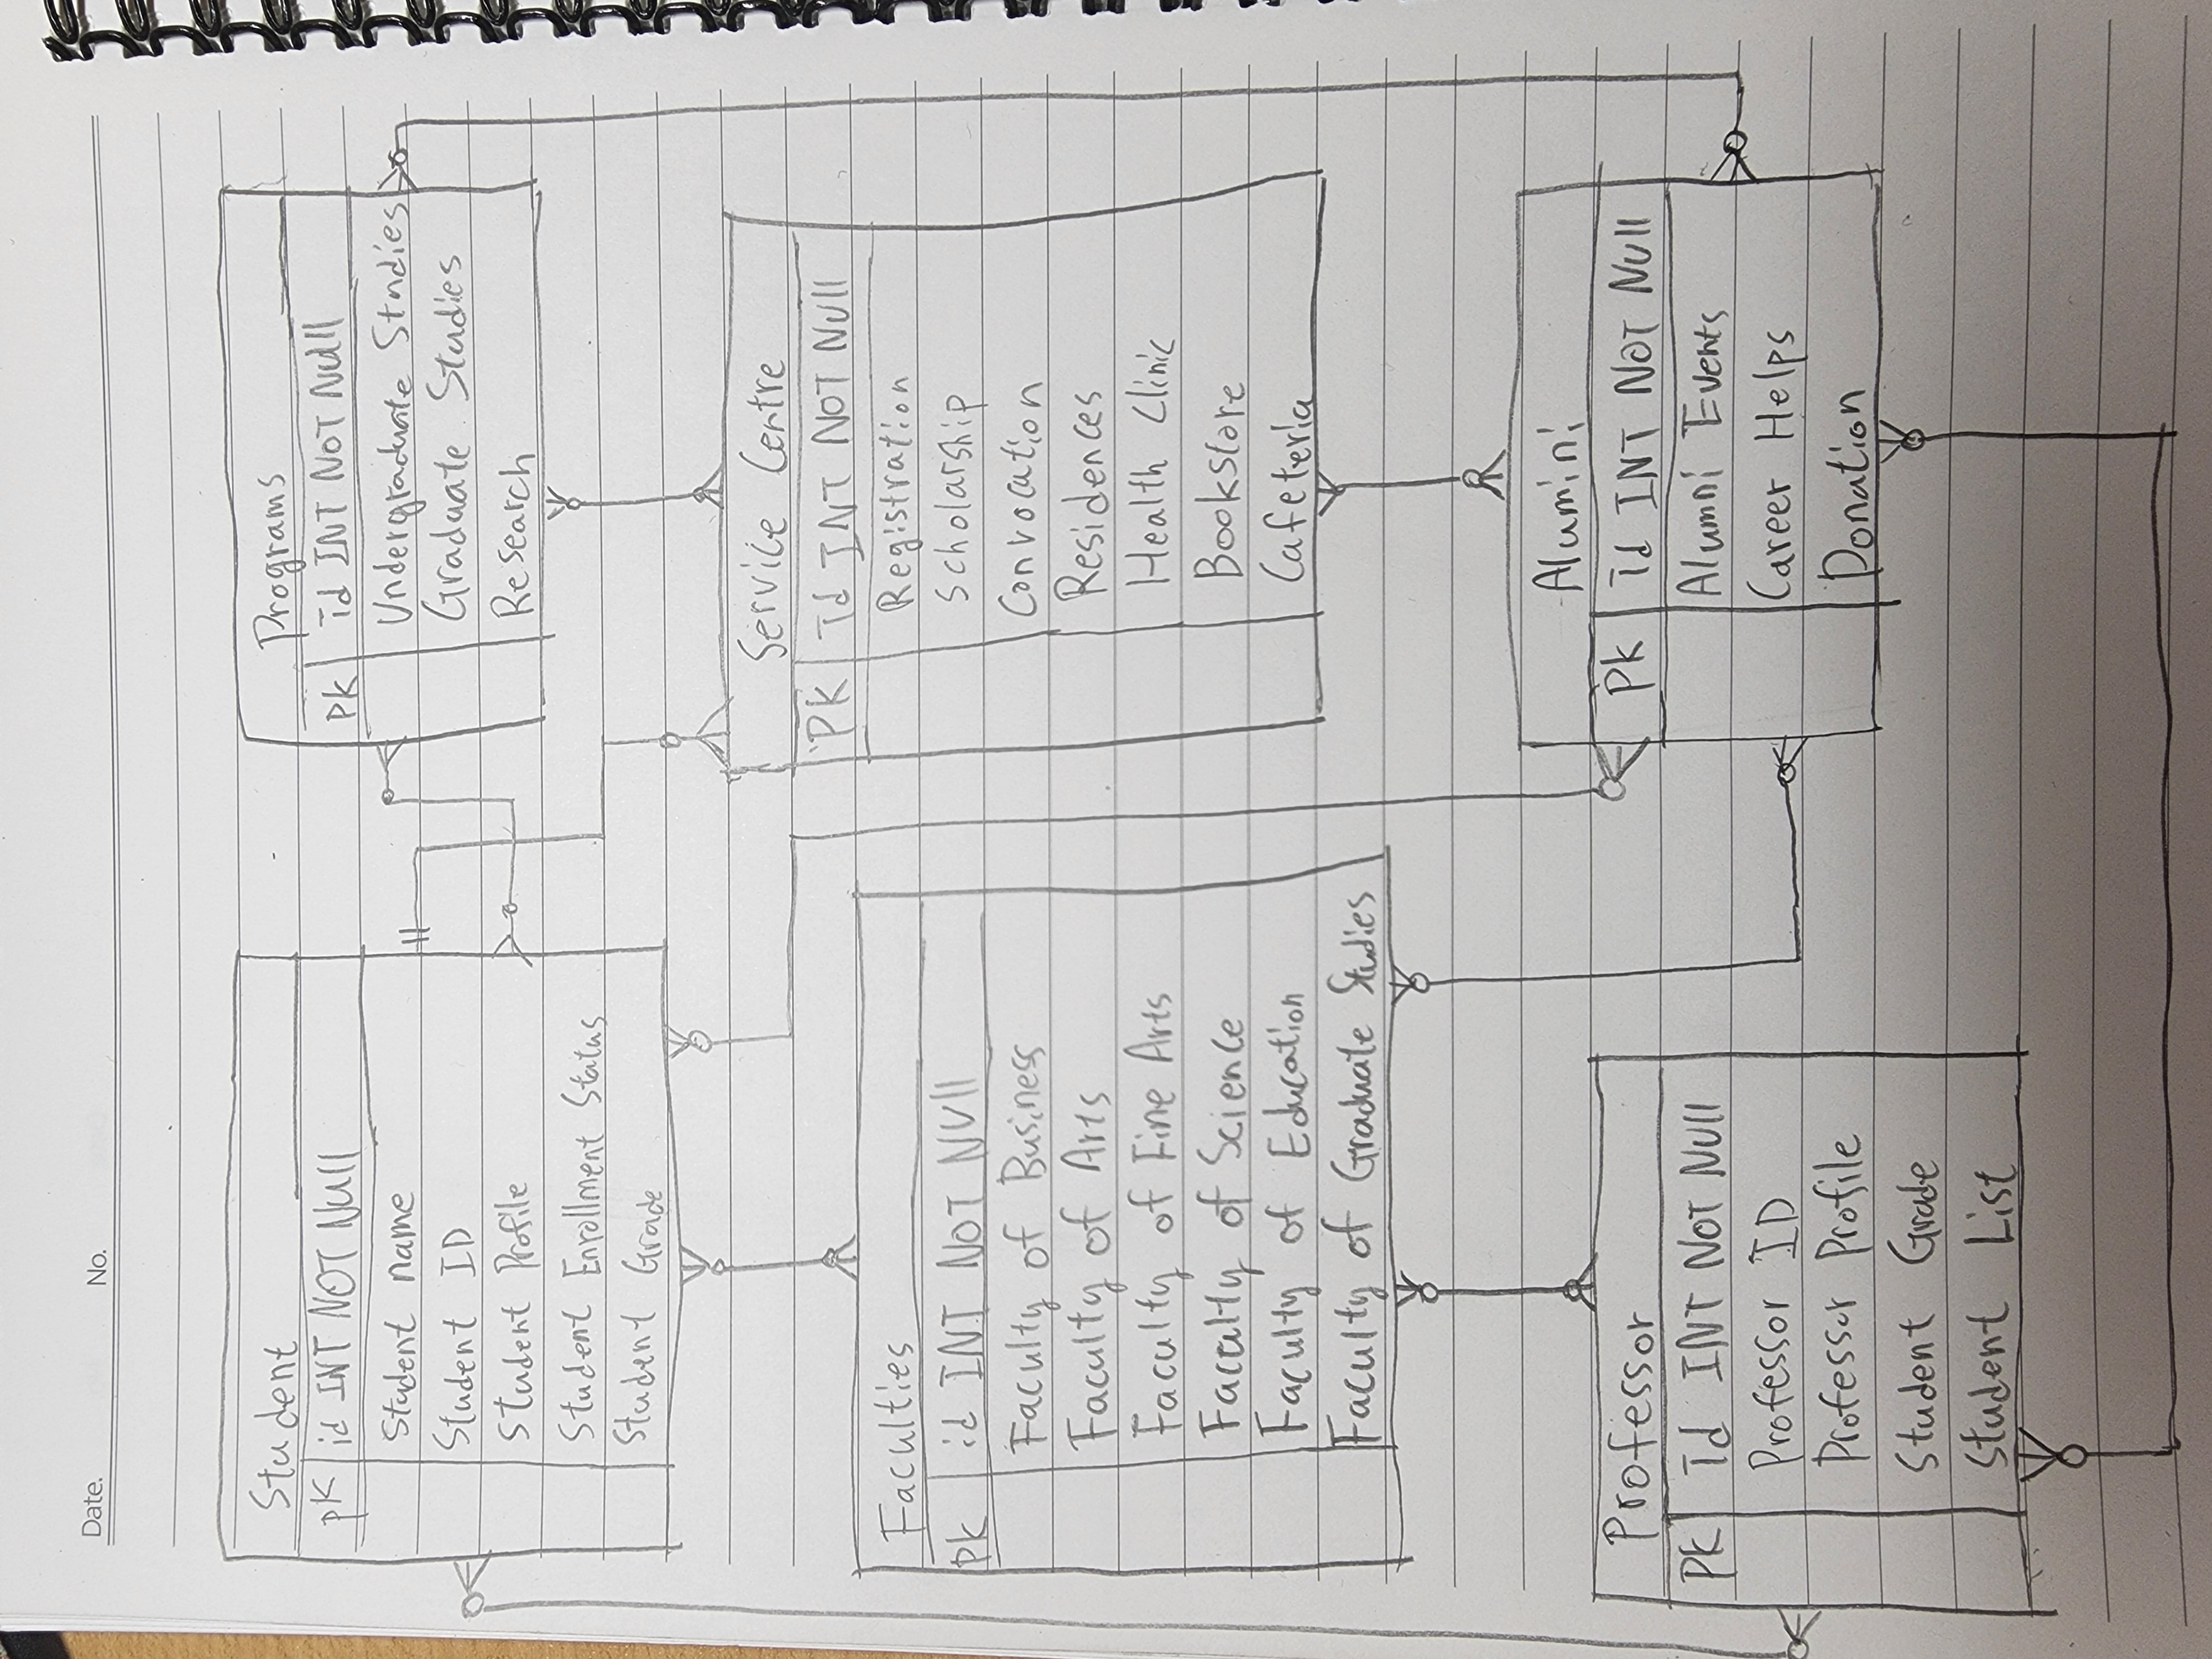 Date. No.
Student
PK id INT NOT NUll
Student name
Student ID
Student Profile
Student Enrollment Status
Student Grade
Programs
PK id INT NOT NUll
Undergraduate Studies
Graduate Studies
Research
Service Centre
PK id INT NOT NUll
Registration
Scholarship
Convocation
Residences
Health Clinic
Bookstore
Cafeteria
Faculties
PK id INT NOT NUll
Faculty of Business
Faculty of Arts
Faculty of Fine Arts
Faculty of Science
Faculty of Education
Faculty of Graduate Studies
Professor
PK id INT NOT NUll
Professor ID
Professor Profile
Student Grade
Student List
Alumini
PK id INT NOT NUll
Alumni Events
Career Helps
Donation